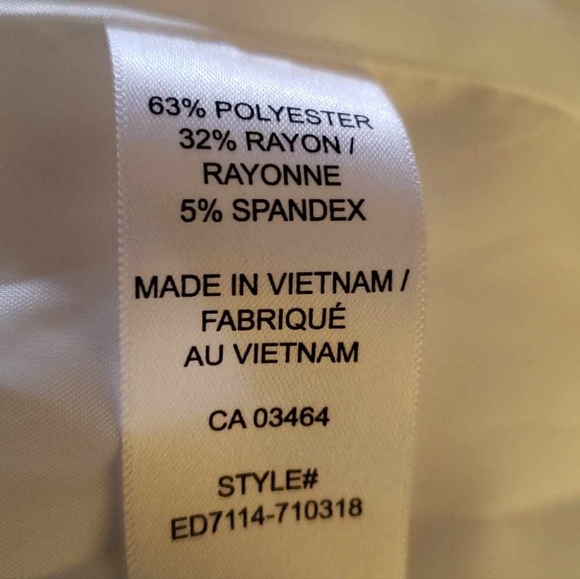 63% POLYESTER
32% RAYON /
RAYONNE
5% SPANDEX
MADE IN VIETNAM /
FABRIQUÉ
AU VIETNAM
CA 03464
STYLE#
ED7114-710318